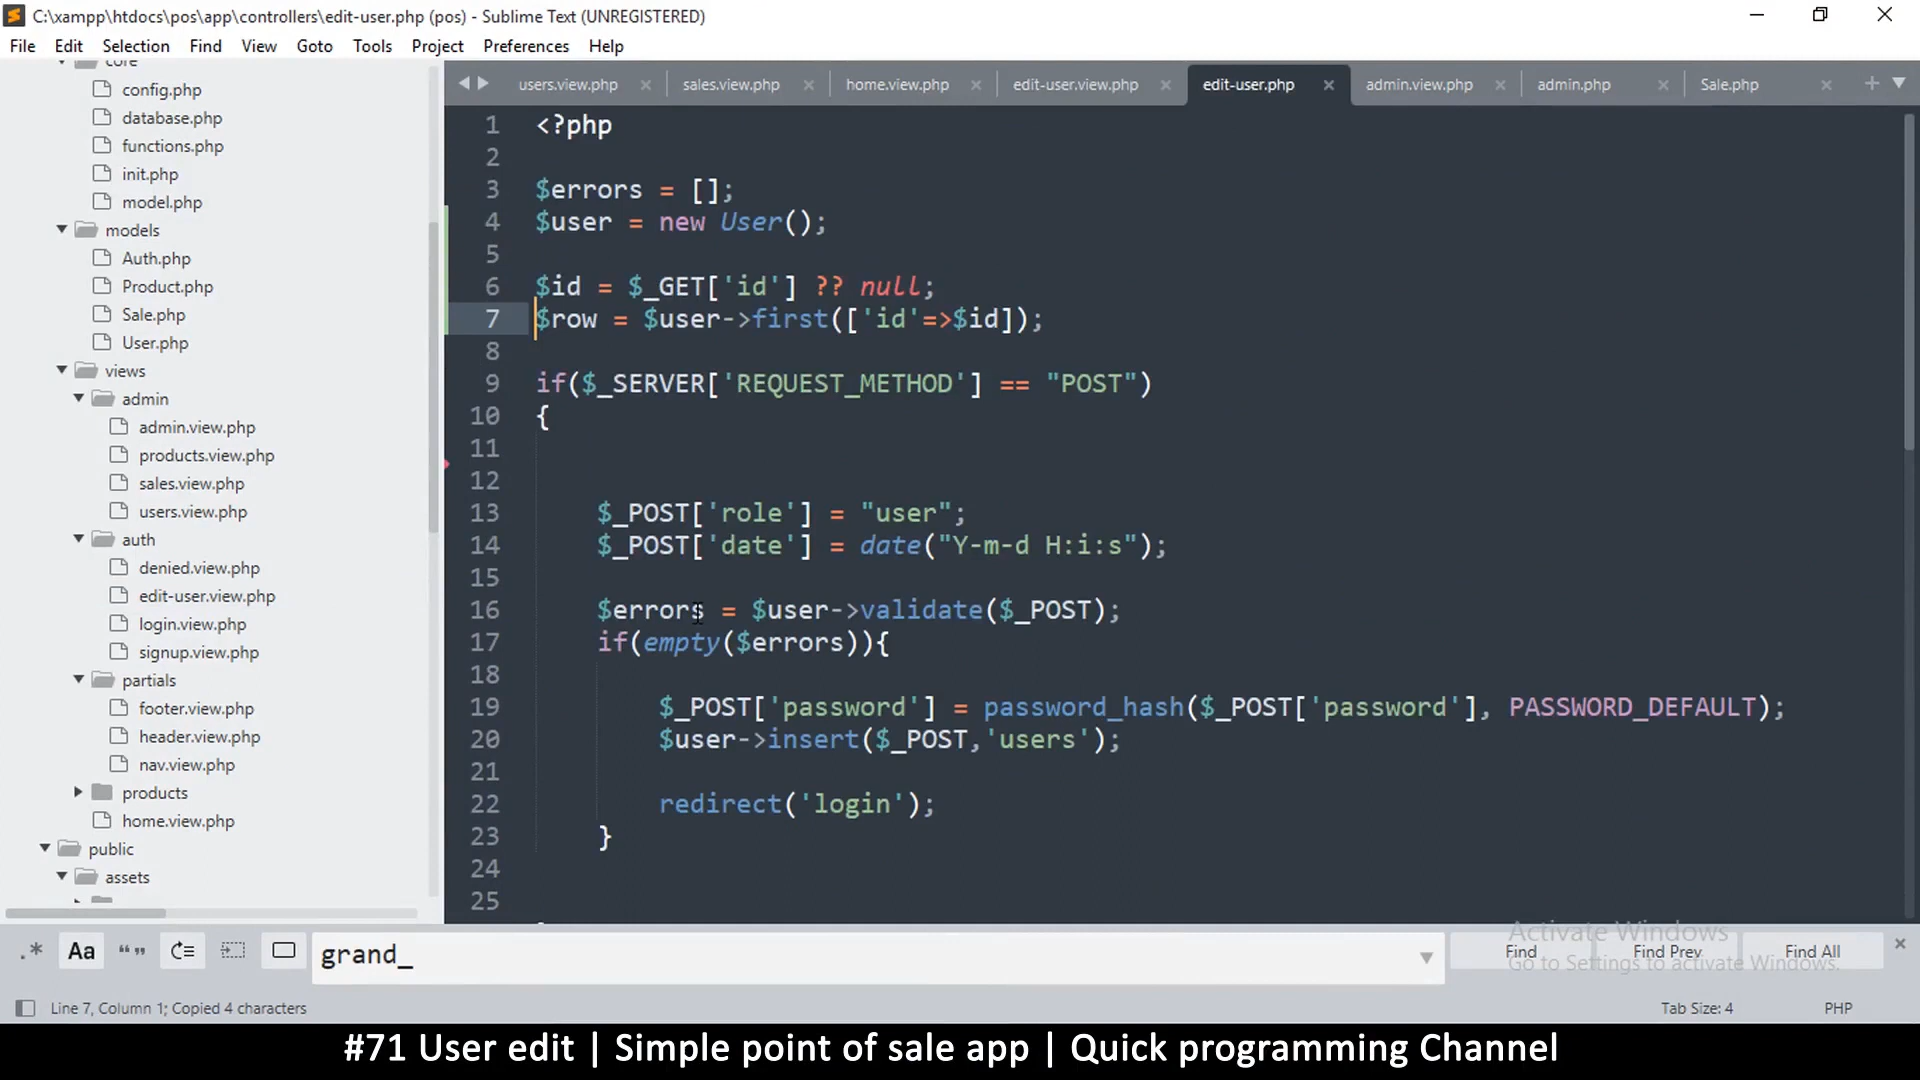 C:\xampp\htdocs\pos\app\controllers\edit-user.php (pos) - Sublime Text (UNREGISTERED)
File Edit Selection Find View Goto Tools Project Preferences Help
core
config.php
database.php
functions.php
init.php
model.php
models
Auth.php
Product.php
Sale.php
User.php
views
admin
admin.view.php
products.view.php
sales.view.php
users.view.php
auth
denied.view.php
edit-user.view.php
login.view.php
signup.view.php
partials
footer.view.php
header.view.php
nav.view.php
products
home.view.php
public
assets
users.view.php sales.view.php home.view.php edit-user.view.php edit-user.php admin.view.php admin.php Sale.php
1 <?php
2
3 $errors = [];
4 $user = new User();
5
6 $id = $_GET['id'] ?? null;
7 $row = $user->first(['id'=>$id]);
8
9 if($_SERVER['REQUEST_METHOD'] == "POST")
10 {
11
12
13 $_POST['role'] = "user";
14 $_POST['date'] = date("Y-m-d H:i:s");
15
16 $errors = $user->validate($_POST);
17 if(empty($errors)){
18
19 $_POST['password'] = password_hash($_POST['password'], PASSWORD_DEFAULT);
20 $user->insert($_POST,'users');
21
22 redirect('login');
23 }
24
25
.* Aa “” grand_ Find Find Prev Find All
Activate Windows
Go to Settings to activate Windows.
Line 7, Column 1; Copied 4 characters Tab Size: 4 PHP
#71 User edit | Simple point of sale app | Quick programming Channel